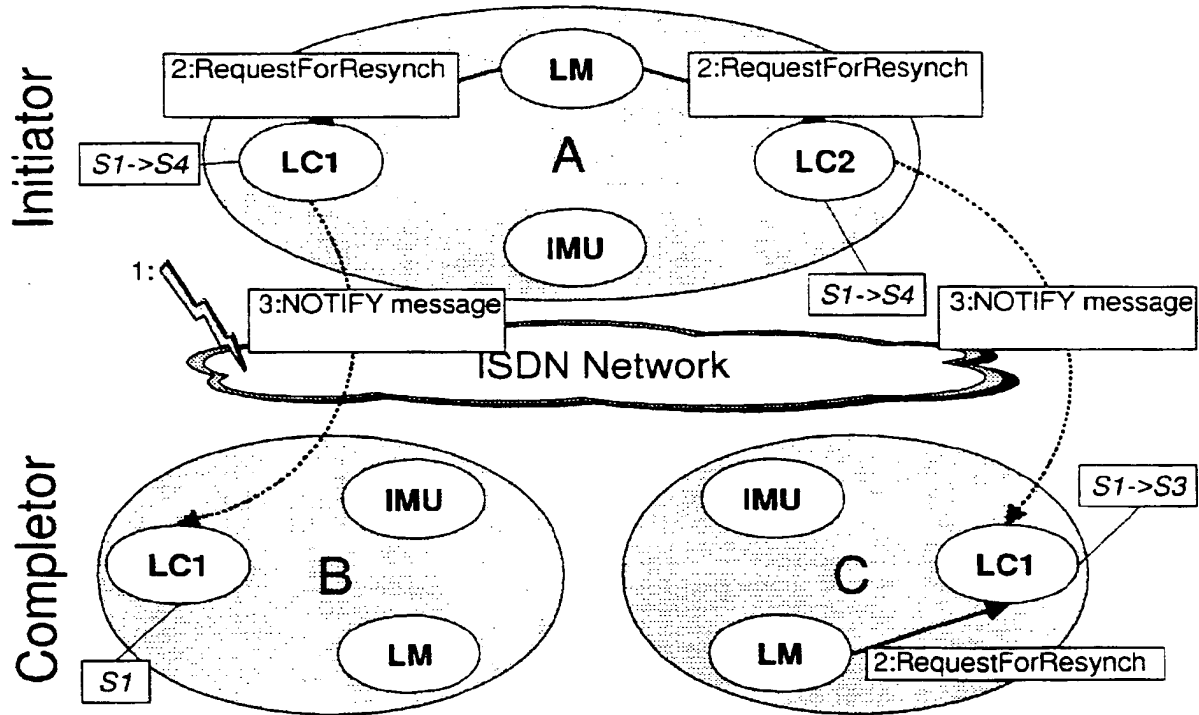 Initiator
2:RequestForResynch
LM
2:RequestForResynch
S1->S4
LC1
A
LC2
IMU
S1->S4
1:
3:NOTIFY message
3:NOTIFY message
ISDN Network
Completor
IMU
IMU
S1->S3
LC1
B
C
LC1
LM
LM
2:RequestForResynch
S1